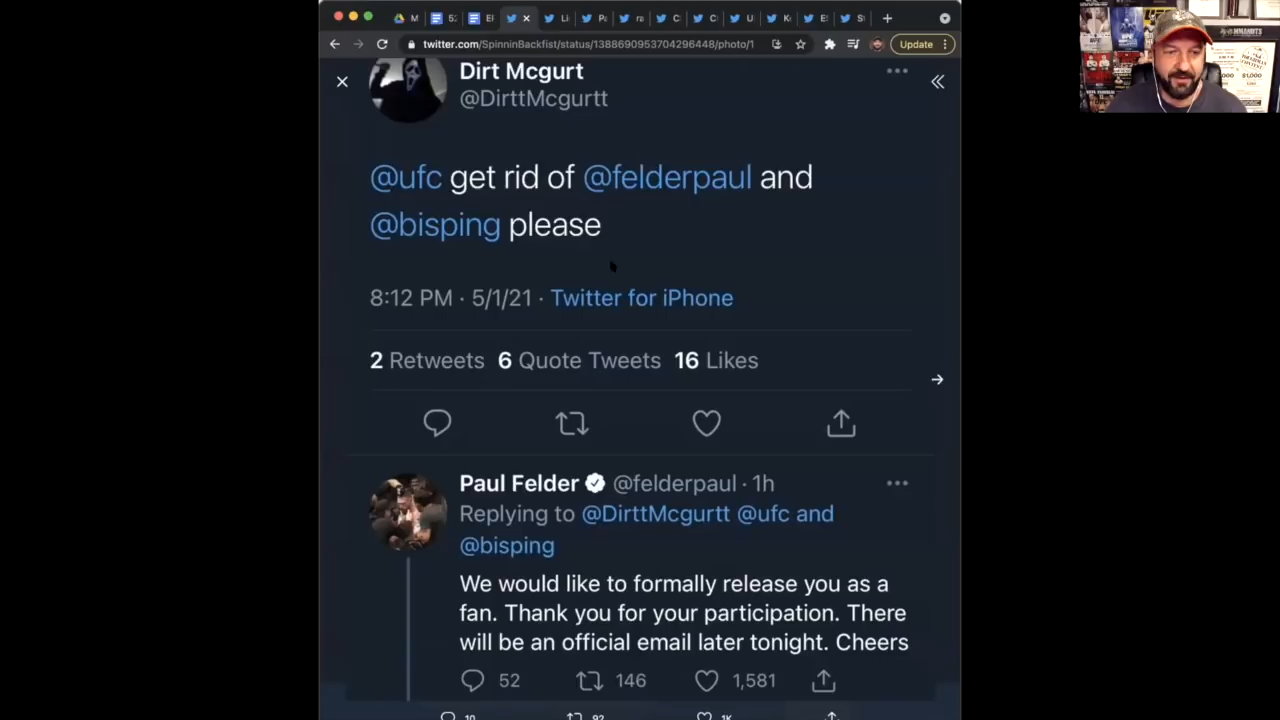 M
Update
twitter.com/SpinninBackfist/status/1388690953704296448/photo/1
Dirt Mcgurt
@DirttMcgurtt
@ufc get rid of @felderpaul and
@bisping please
8:12 PM · 5/1/21 · Twitter for iPhone
2 Retweets 6 Quote Tweets 16 Likes
Paul Felder @felderpaul · 1h
Replying to @DirttMcgurtt @ufc and
@bisping
We would like to formally release you as a
fan. Thank you for your participation. There
will be an official email later tonight. Cheers
52 146 1,581